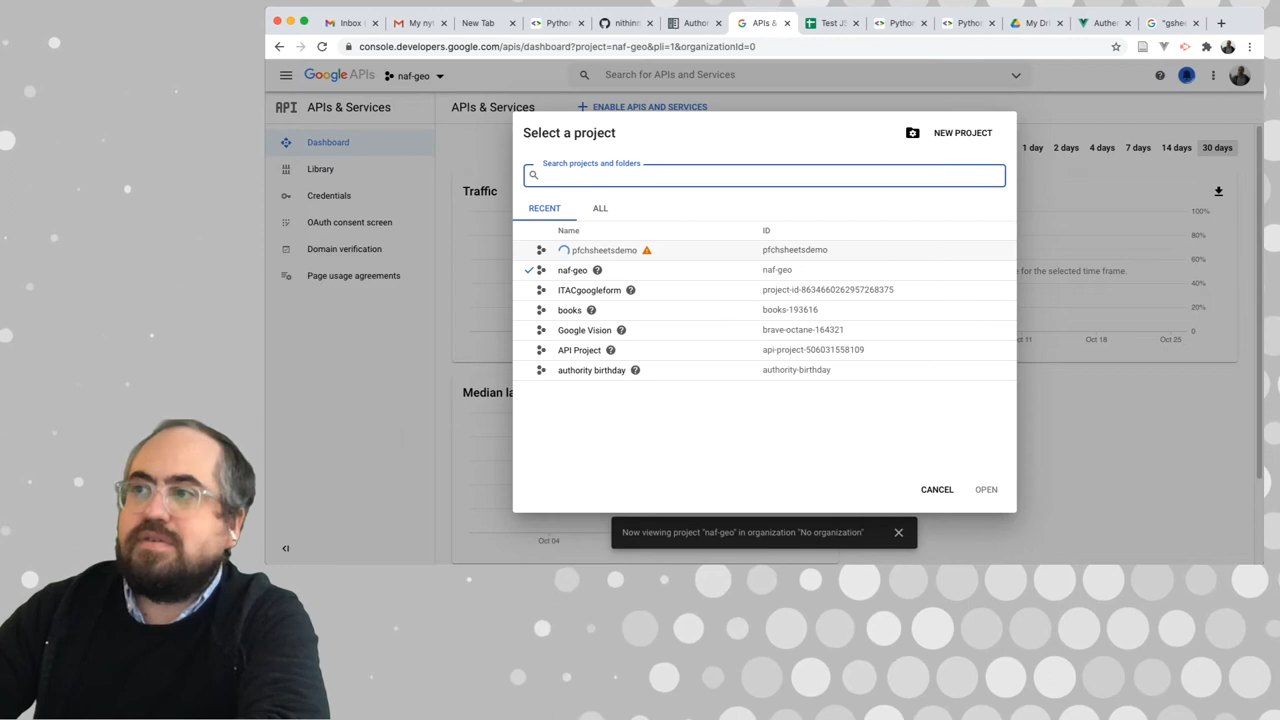 Inbox
My nyl
New Tab
Python
nithinn
Author
APIs &
Test JS
Python
Python
My Dri
Authe
"gshee
console.developers.google.com/apis/dashboard?project=naf-geo&pli=1&organizationId=0
Google APIs
naf-geo
Search for APIs and Services
API APIs & Services
APIs & Services
ENABLE APIS AND SERVICES
Dashboard
Library
Credentials
OAuth consent screen
Domain verification
Page usage agreements
1 day 2 days 4 days 7 days 14 days 30 days
Traffic
100%
80%
60%
40%
20%
0
e for the selected time frame.
11 Oct 18 Oct 25
Median la
Oct 04
Select a project
NEW PROJECT
Search projects and folders
RECENT ALL
Name ID
pfchsheetsdemo pfchsheetsdemo
naf-geo naf-geo
ITACgoogleform project-id-8634660262957268375
books books-193616
Google Vision brave-octane-164321
API Project api-project-506031558109
authority birthday authority-birthday
CANCEL OPEN
Now viewing project "naf-geo" in organization "No organization"